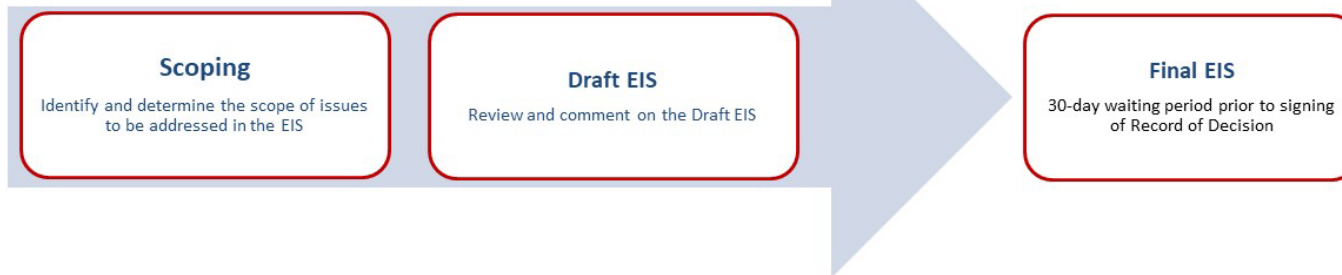 Scoping
Identify and determine the scope of issues
to be addressed in the EIS
Draft EIS
Review and comment on the Draft EIS
Final EIS
30-day waiting period prior to signing
of Record of Decision